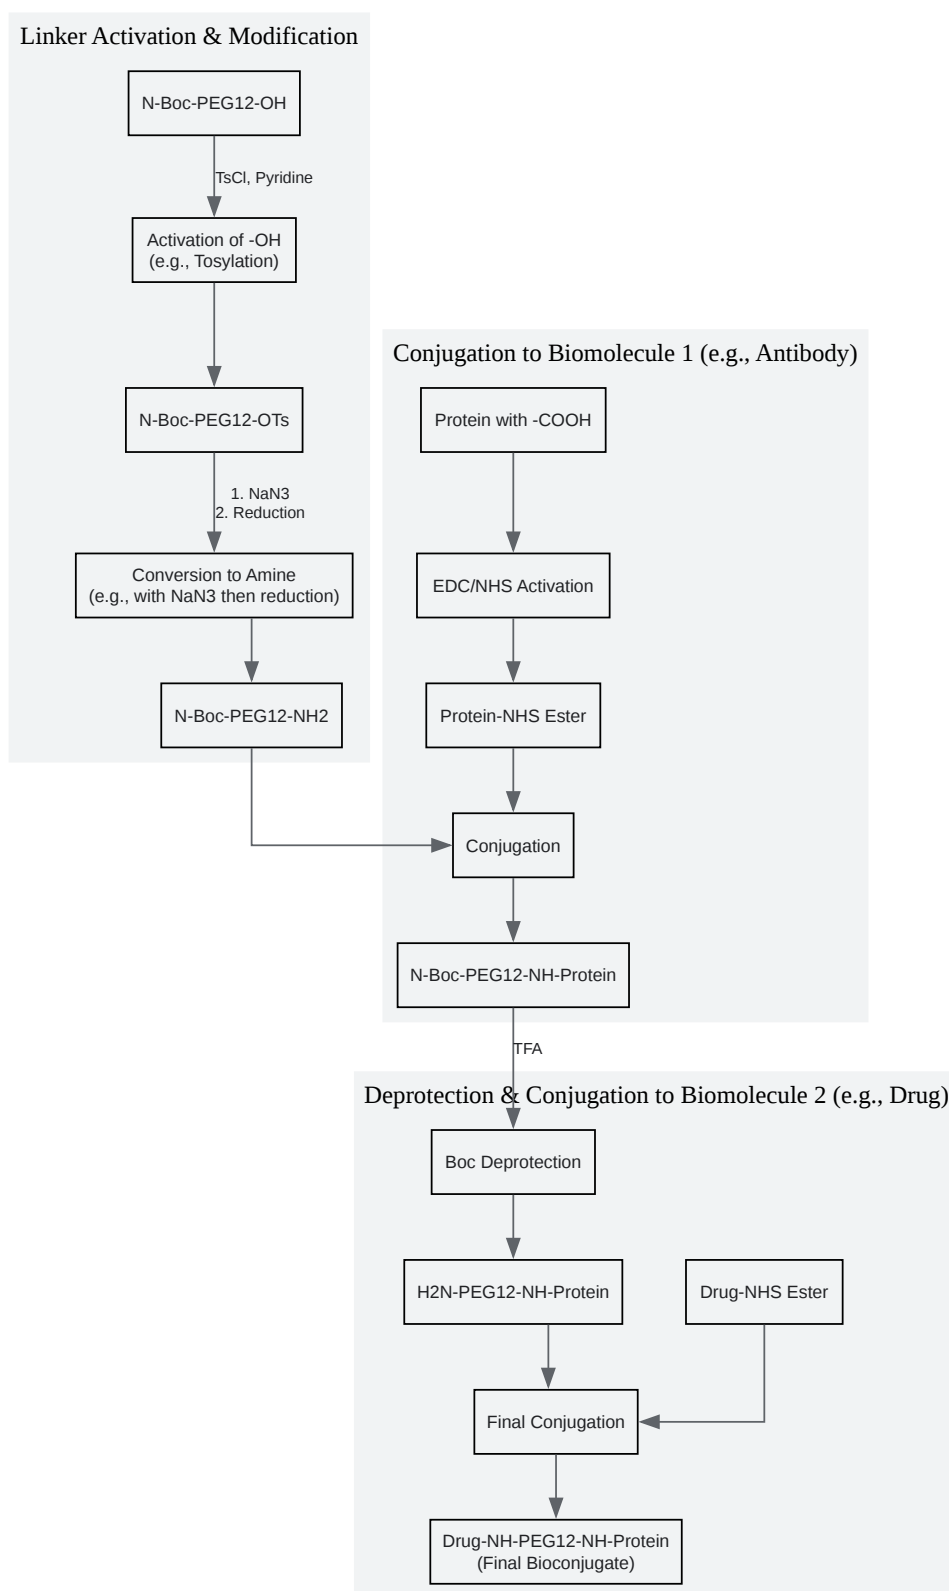 Linker Activation & Modification
N-Boc-PEG12-OH
TsCl, Pyridine
Activation of -OH
(e.g., Tosylation)
N-Boc-PEG12-OTs
1. NaN3
2. Reduction
Conversion to Amine
(e.g., with NaN3 then reduction)
N-Boc-PEG12-NH2
Conjugation to Biomolecule 1 (e.g., Antibody)
Protein with -COOH
EDC/NHS Activation
Protein-NHS Ester
Conjugation
N-Boc-PEG12-NH-Protein
TFA
Deprotection & Conjugation to Biomolecule 2 (e.g., Drug)
Boc Deprotection
H2N-PEG12-NH-Protein
Drug-NHS Ester
Final Conjugation
Drug-NH-PEG12-NH-Protein
(Final Bioconjugate)